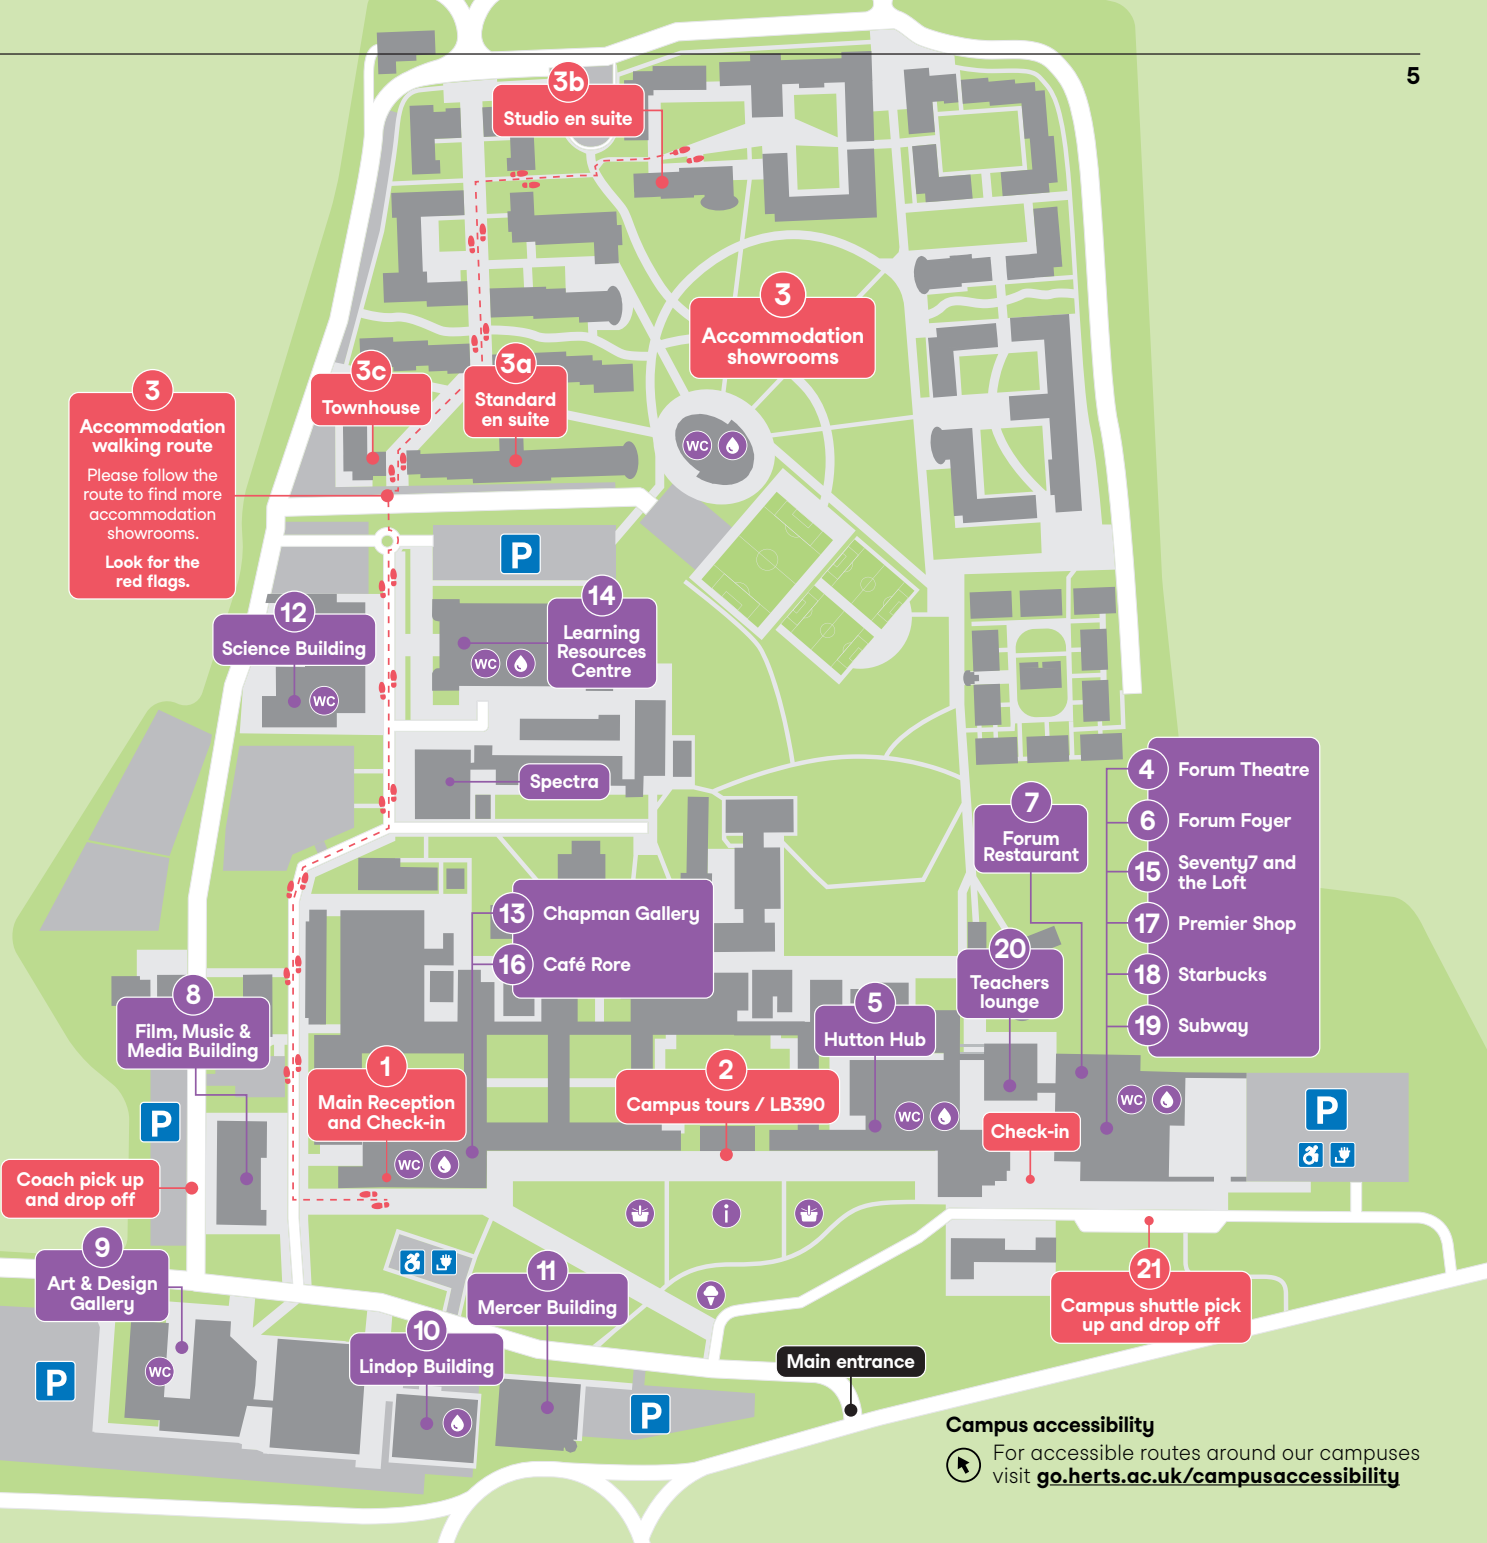 5
3b
Studio en suite
3
Accommodation
showrooms
3c
Townhouse
3a
Standard
en suite
WC
3
Accommodation
walking route
Please follow the
route to find more
accommodation
showrooms.
Look for the
red flags.
P
12
Science Building
WC
14
Learning
Resources
Centre
WC
Spectra
7
Forum
Restaurant
4 Forum Theatre
6 Forum Foyer
15 Seventy7 and
the Loft
17 Premier Shop
18 Starbucks
19 Subway
13 Chapman Gallery
16 Café Rore
20
Teachers
lounge
8
Film, Music &
Media Building
5
Hutton Hub
1
Main Reception
and Check-in
2
Campus tours / LB390
WC
WC
WC
P
P
Check-in
Coach pick up
and drop off
i
9
Art & Design
Gallery
WC
11
Mercer Building
10
Lindop Building
21
Campus shuttle pick
up and drop off
P
P
Main entrance
Campus accessibility
For accessible routes around our campuses
visit go.herts.ac.uk/campusaccessibility